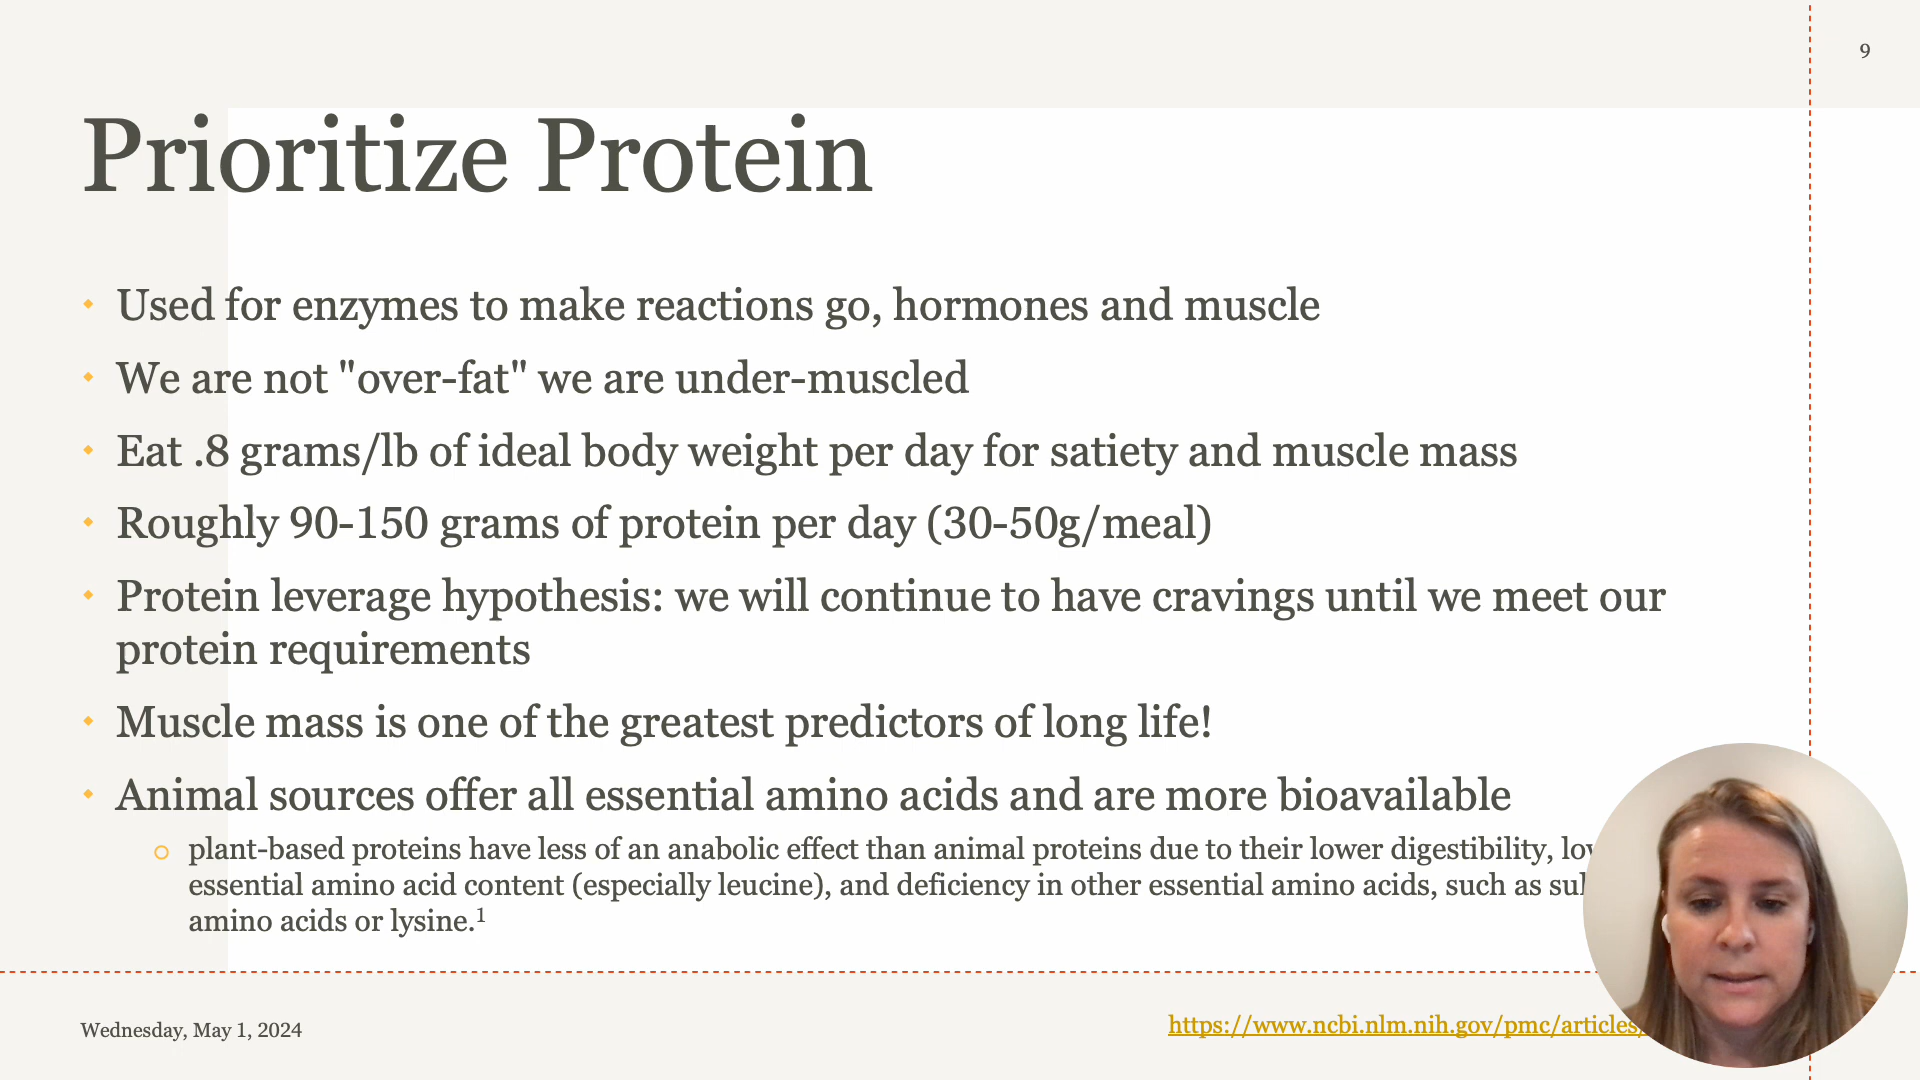 9
Prioritize Protein
Used for enzymes to make reactions go, hormones and muscle
We are not "over-fat" we are under-muscled
Eat .8 grams/lb of ideal body weight per day for satiety and muscle mass
Roughly 90-150 grams of protein per day (30-50g/meal)
Protein leverage hypothesis: we will continue to have cravings until we meet our
protein requirements
Muscle mass is one of the greatest predictors of long life!
Animal sources offer all essential amino acids and are more bioavailable
plant-based proteins have less of an anabolic effect than animal proteins due to their lower digestibility,
essential amino acid content (especially leucine), and deficiency in other essential amino acids, such as
amino acids or lysine.¹
Wednesday, May 1, 2024
https://www.ncbi.nlm.nih.gov/pmc/articles/